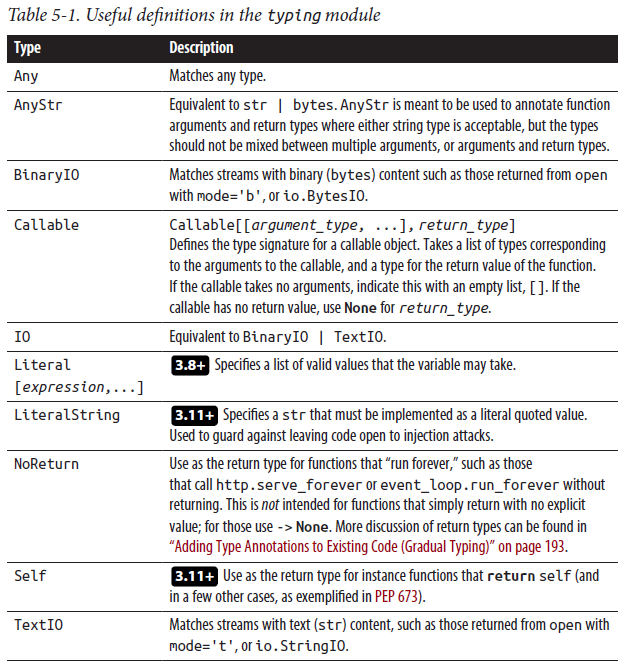 Table 5-1. Useful definitions in the typing module
Type Description
Any Matches any type.
AnyStr Equivalent to str | bytes. AnyStr is meant to be used to annotate function
arguments and return types where either string type is acceptable, but the types
should not be mixed between multiple arguments, or arguments and return types.
BinaryIO Matches streams with binary (bytes) content such as those returned from open
with mode='b', or io.BytesIO.
Callable Callable[[argument_type, ...], return_type]
Defines the type signature for a callable object. Takes a list of types corresponding
to the arguments to the callable, and a type for the return value of the function.
If the callable takes no arguments, indicate this with an empty list, []. If the
callable has no return value, use None for return_type.
IO Equivalent to BinaryIO | TextIO.
Literal 3.8+ Specifies a list of valid values that the variable may take.
[expression,...]
LiteralString 3.11+ Specifies a str that must be implemented as a literal quoted value.
Used to guard against leaving code open to injection attacks.
NoReturn Use as the return type for functions that “run forever,” such as those
that call http.serve_forever or event_loop.run_forever without
returning. This is not intended for functions that simply return with no explicit
value; for those use -> None. More discussion of return types can be found in
“Adding Type Annotations to Existing Code (Gradual Typing)” on page 193.
Self 3.11+ Use as the return type for instance functions that return self (and
in a few other cases, as exemplified in PEP 673).
TextIO Matches streams with text (str) content, such as those returned from open with
mode='t', or io.StringIO.